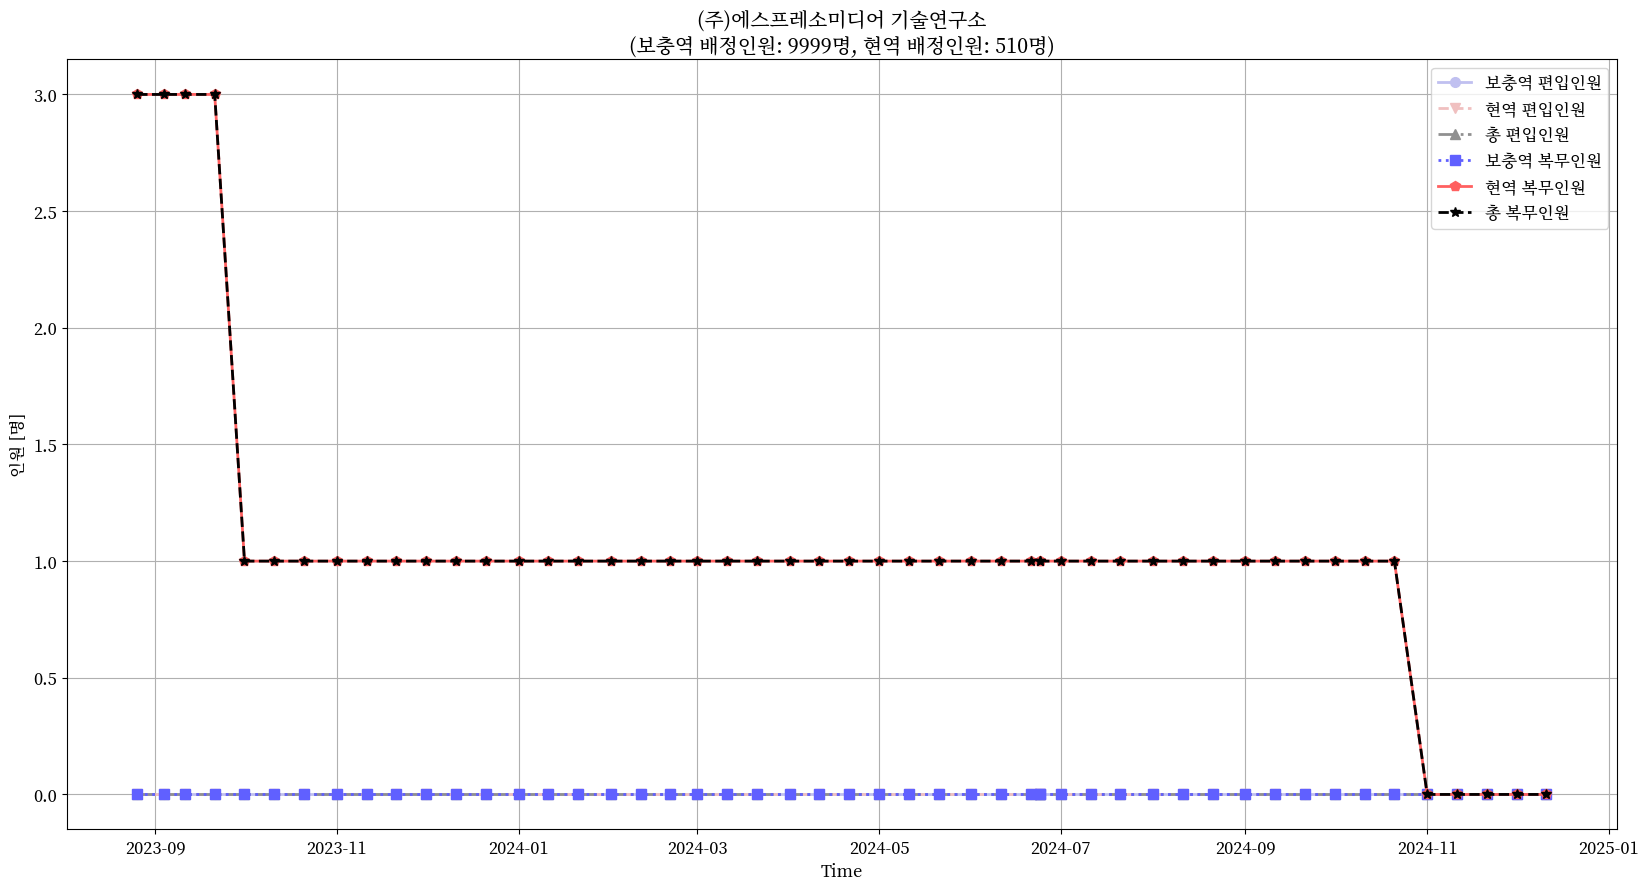 (주)에스프레소미디어 기술연구소
(보충역 배정인원: 9999명, 현역 배정인원: 510명)
보충역 편입인원
현역 편입인원
총 편입인원
보충역 복무인원
현역 복무인원
총 복무인원
3.0
2.5
2.0
1.5
1.0
0.5
0.0
인원 [명]
2023-09
2023-11
2024-01
2024-03
2024-05
2024-07
2024-09
2024-11
2025-01
Time